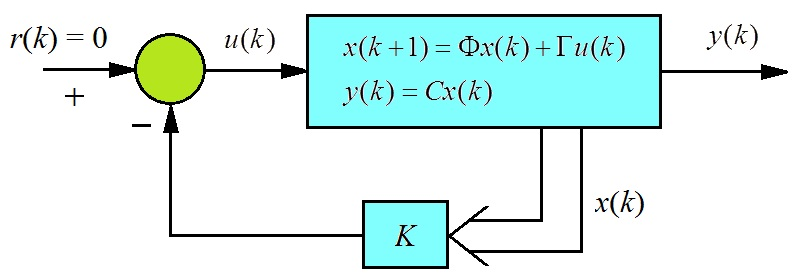 r(k) = 0
u(k)
x(k+1) = Φx(k) + Γu(k)
y(k) = Cx(k)
y(k)
+
−
x(k)
K